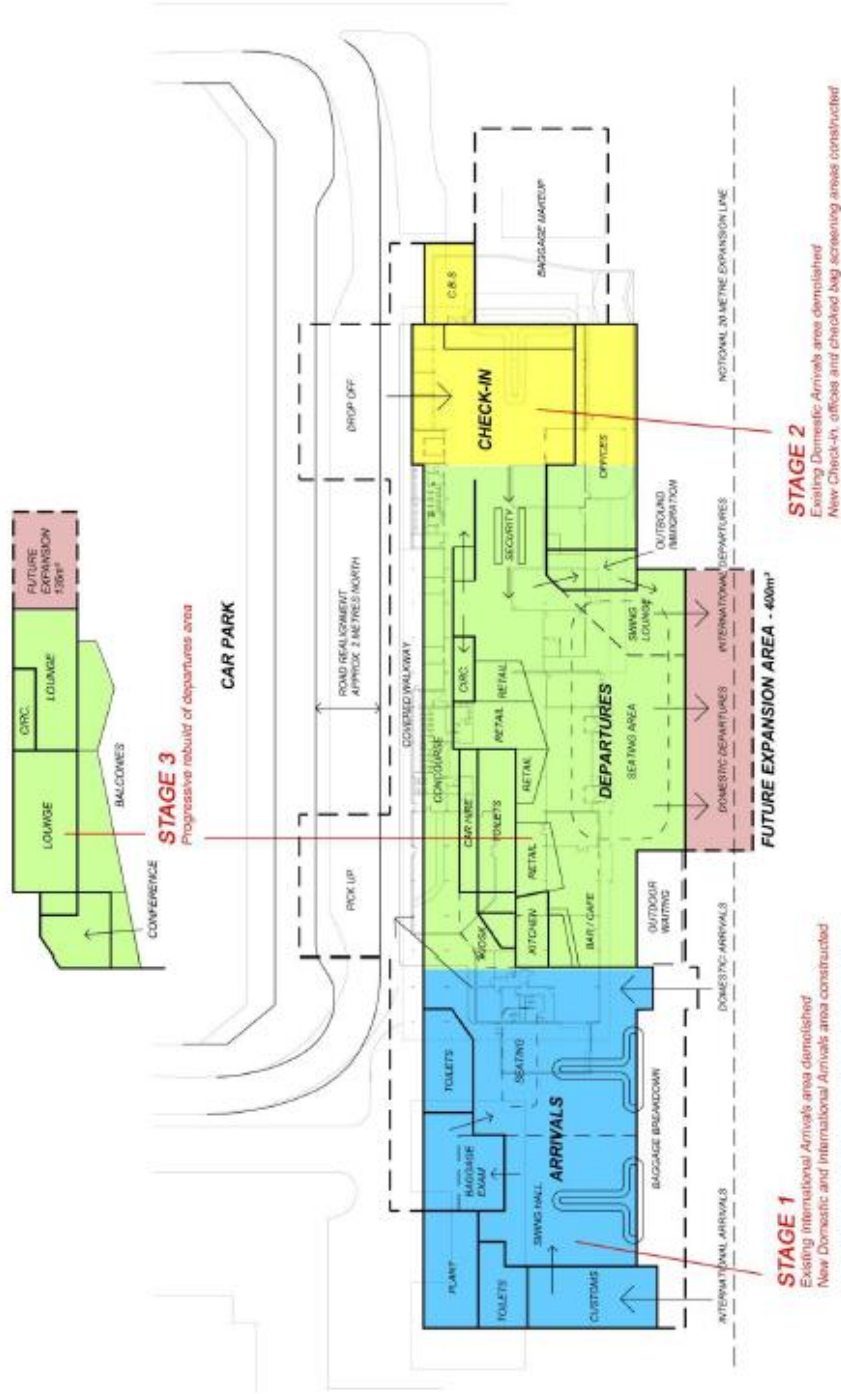 FUTURE
EXPANSION
135m²
CIRC.
LOUNGE
LOUNGE
BALCONIES
CONFERENCE
STAGE 3
Progressive rebuild of departures area
CAR PARK
DROP OFF
ROAD REALIGNMENT
APPROX. 2 METRES NORTH
PICK UP
COVERED WALKWAY
CONCOURSE
C.B.S
BAGGAGE MAKEUP
CHECK-IN
OFFICES
SECURITY
OUTBOUND
IMMIGRATION
CIRC.
RETAIL
RETAIL
RETAIL
RETAIL
CAR HIRE
TOILETS
KIOSK
KITCHEN
BAR / CAFE
DEPARTURES
SEATING AREA
SWING
LOUNGE
OUTDOOR
WAITING
TOILETS
SEATING
BAGGAGE
EXAM
ARRIVALS
SWING HALL
PLANT
TOILETS
CUSTOMS
BAGGAGE BREAKDOWN
INTERNATIONAL ARRIVALS
DOMESTIC ARRIVALS
DOMESTIC DEPARTURES
INTERNATIONAL DEPARTURES
NOTIONAL 20 METRE EXPANSION LINE
FUTURE EXPANSION AREA - 400m²
STAGE 1
Existing International Arrivals area demolished
New Domestic and International Arrivals area constructed
STAGE 2
Existing Domestic Arrivals area demolished
New Check-in, offices and checked bag screening areas constructed